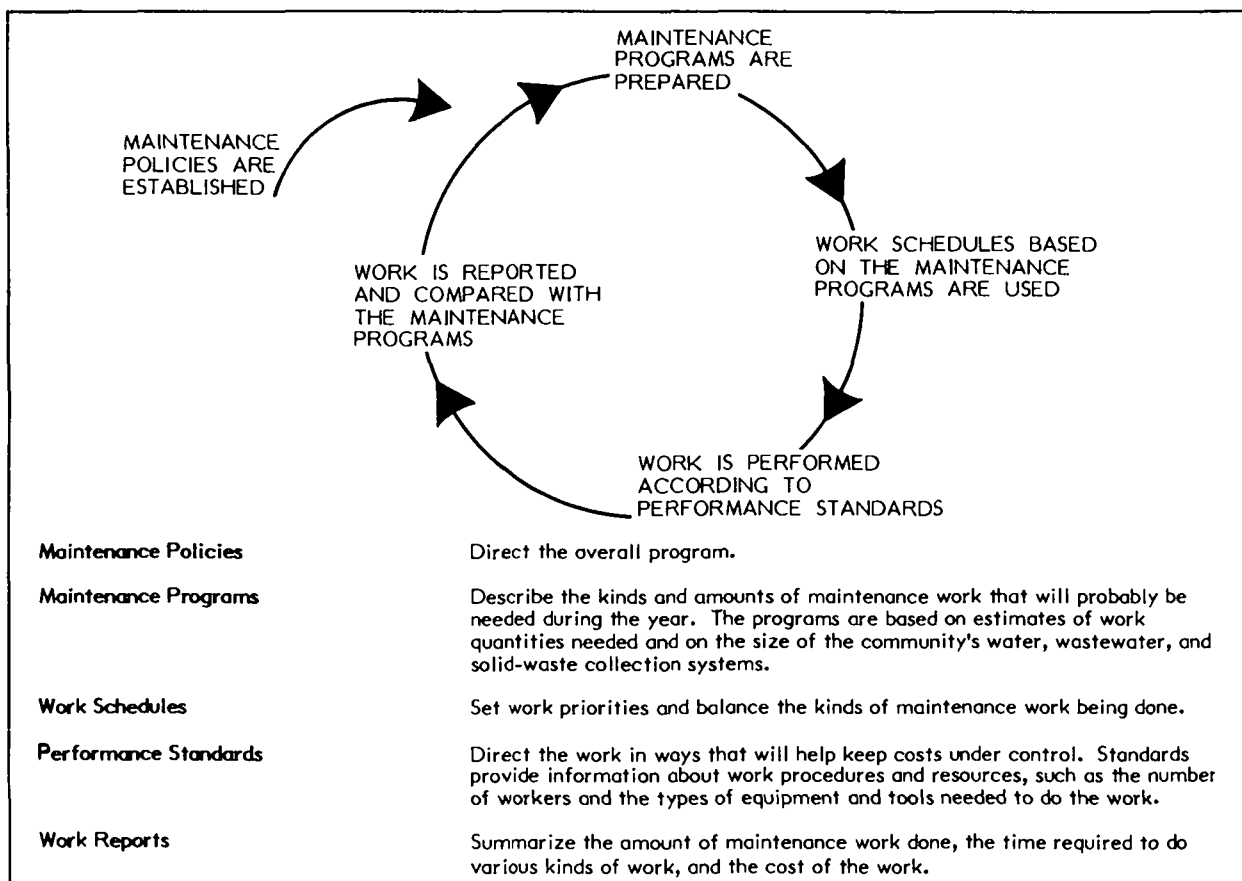 MAINTENANCE
PROGRAMS ARE
PREPARED
MAINTENANCE
POLICIES ARE
ESTABLISHED
WORK SCHEDULES BASED
ON THE MAINTENANCE
PROGRAMS ARE USED
WORK IS REPORTED
AND COMPARED WITH
THE MAINTENANCE
PROGRAMS
WORK IS PERFORMED
ACCORDING TO
PERFORMANCE STANDARDS
Maintenance Policies
Direct the overall program.
Maintenance Programs
Describe the kinds and amounts of maintenance work that will probably be
needed during the year. The programs are based on estimates of work
quantities needed and on the size of the community's water, wastewater, and
solid-waste collection systems.
Work Schedules
Set work priorities and balance the kinds of maintenance work being done.
Performance Standards
Direct the work in ways that will help keep costs under control. Standards
provide information about work procedures and resources, such as the number
of workers and the types of equipment and tools needed to do the work.
Work Reports
Summarize the amount of maintenance work done, the time required to do
various kinds of work, and the cost of the work.